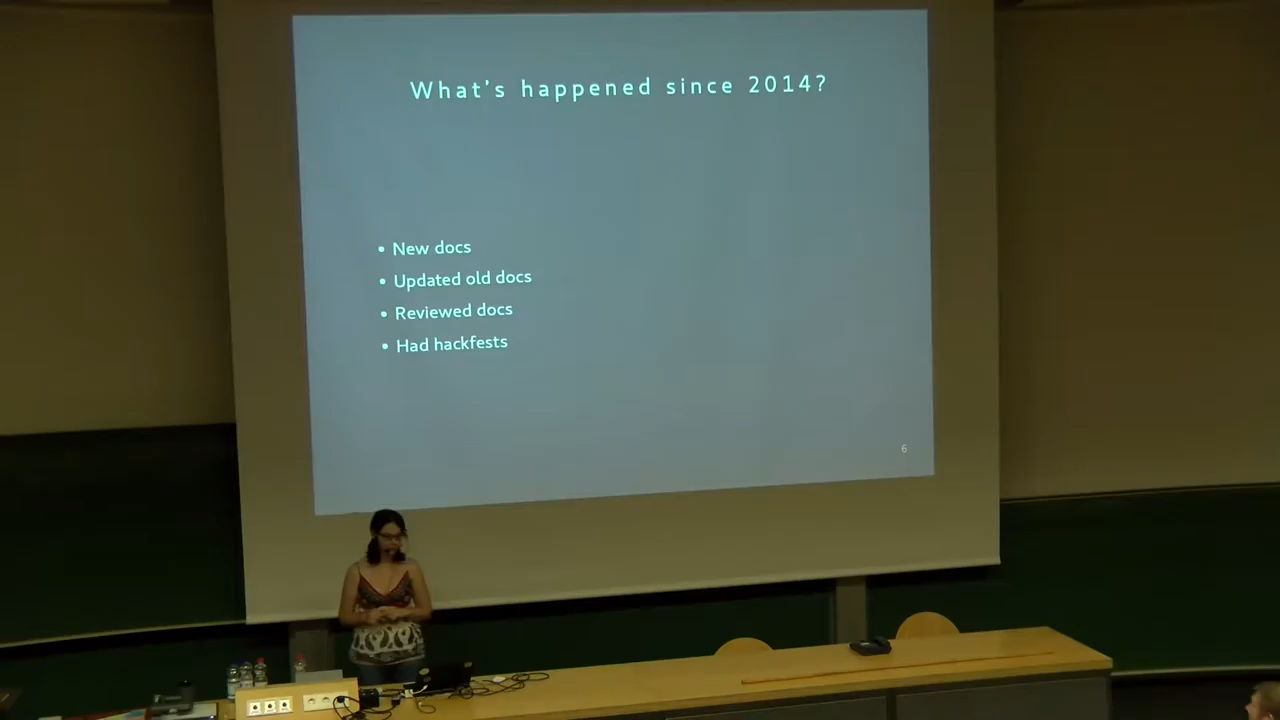 What's happened since 2014?
• New docs
• Updated old docs
• Reviewed docs
• Had hackfests
6